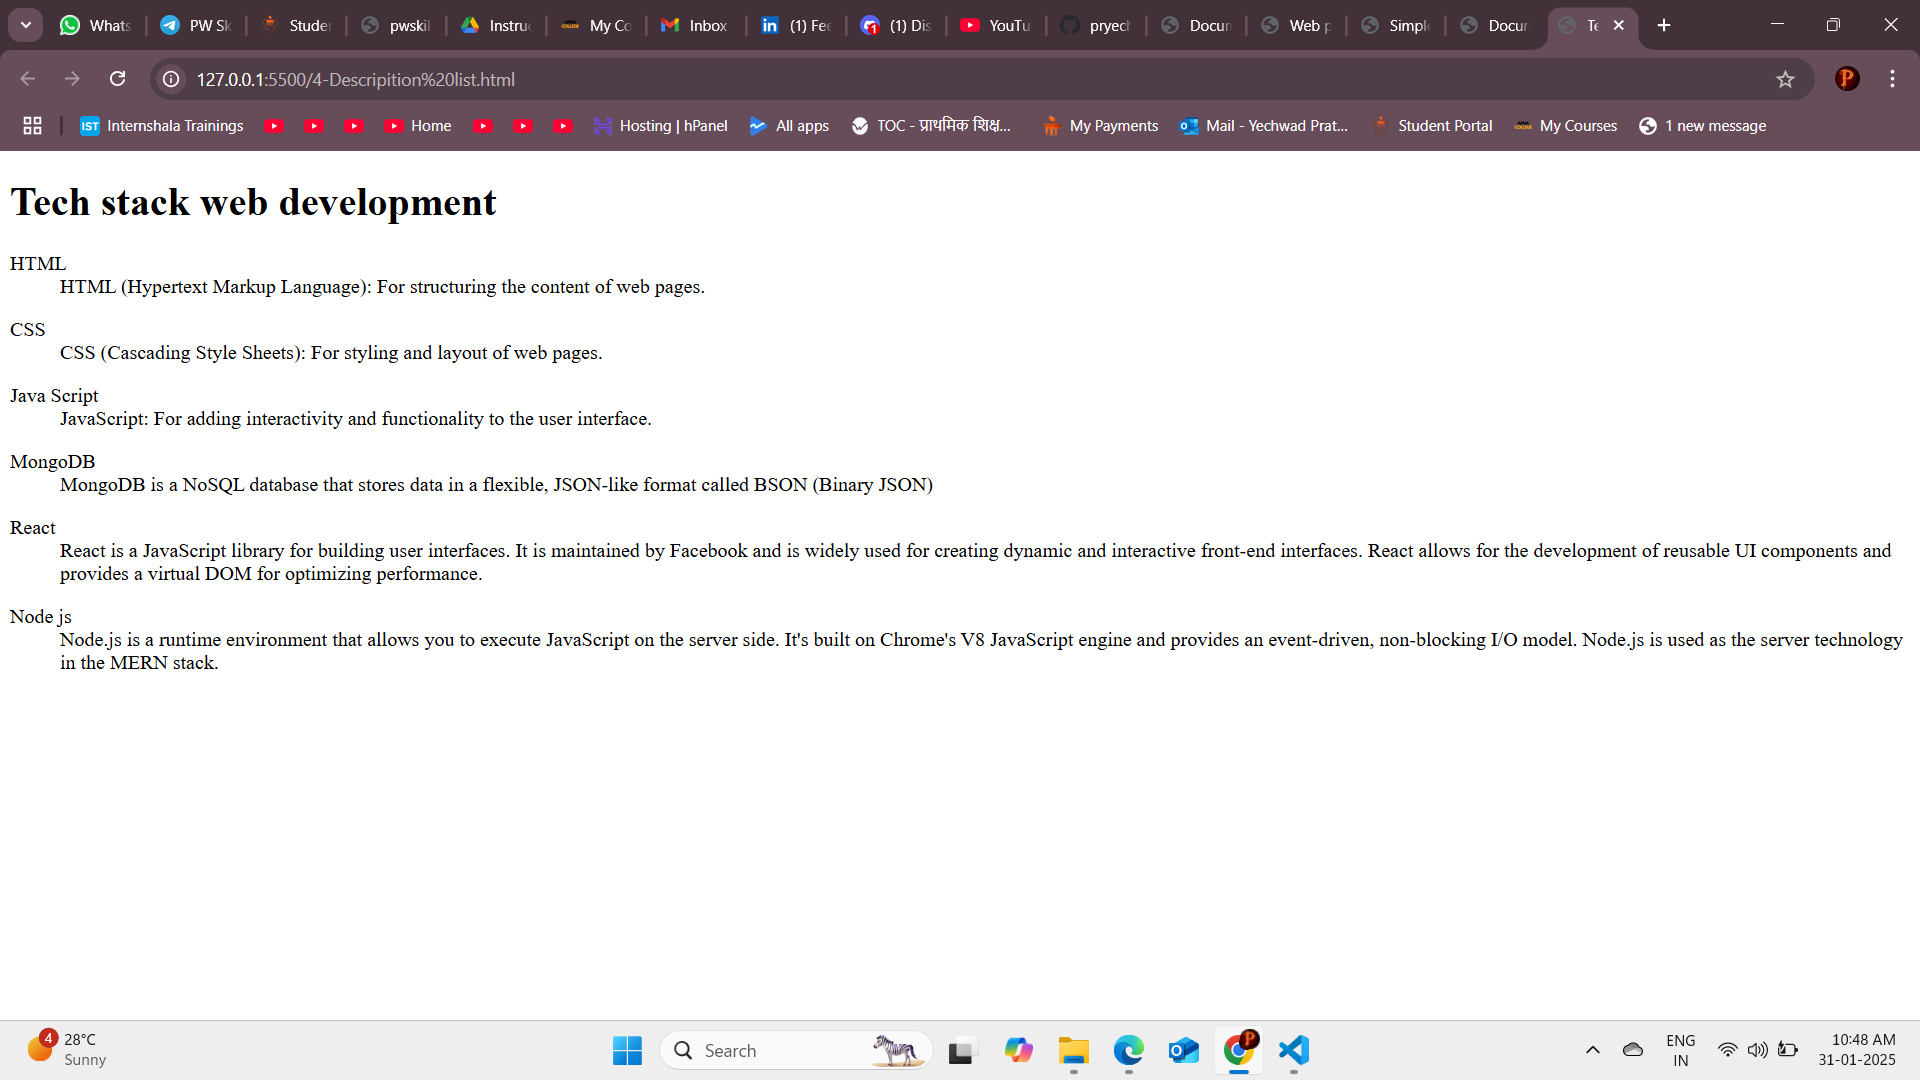 Whats
PW Sk
Studer
pwskil
Instruc
My Co
Inbox
(1) Fee
(1) Dis
YouTu
pryech
Docun
Web p
Simple
Docun
Te
127.0.0.1:5500/4-Descripition%20list.html
Internshala Trainings
Home
Hosting | hPanel
All apps
TOC - प्राथमिक शिक्ष...
My Payments
Mail - Yechwad Prat...
Student Portal
My Courses
1 new message
Tech stack web development
HTML
HTML (Hypertext Markup Language): For structuring the content of web pages.
CSS
CSS (Cascading Style Sheets): For styling and layout of web pages.
Java Script
JavaScript: For adding interactivity and functionality to the user interface.
MongoDB
MongoDB is a NoSQL database that stores data in a flexible, JSON-like format called BSON (Binary JSON)
React
React is a JavaScript library for building user interfaces. It is maintained by Facebook and is widely used for creating dynamic and interactive front-end interfaces. React allows for the development of reusable UI components and
provides a virtual DOM for optimizing performance.
Node js
Node.js is a runtime environment that allows you to execute JavaScript on the server side. It's built on Chrome's V8 JavaScript engine and provides an event-driven, non-blocking I/O model. Node.js is used as the server technology
in the MERN stack.
4
28°C
Sunny
Search
ENG
IN
10:48 AM
31-01-2025